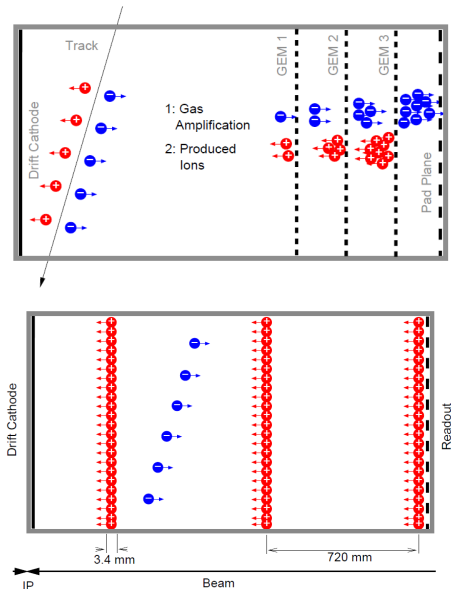 Track
GEM 1
GEM 2
GEM 3
Drift Cathode
1: Gas
Amplification
2: Produced
Ions
Pad Plane
Drift Cathode
Readout
3.4 mm
720 mm
IP
Beam